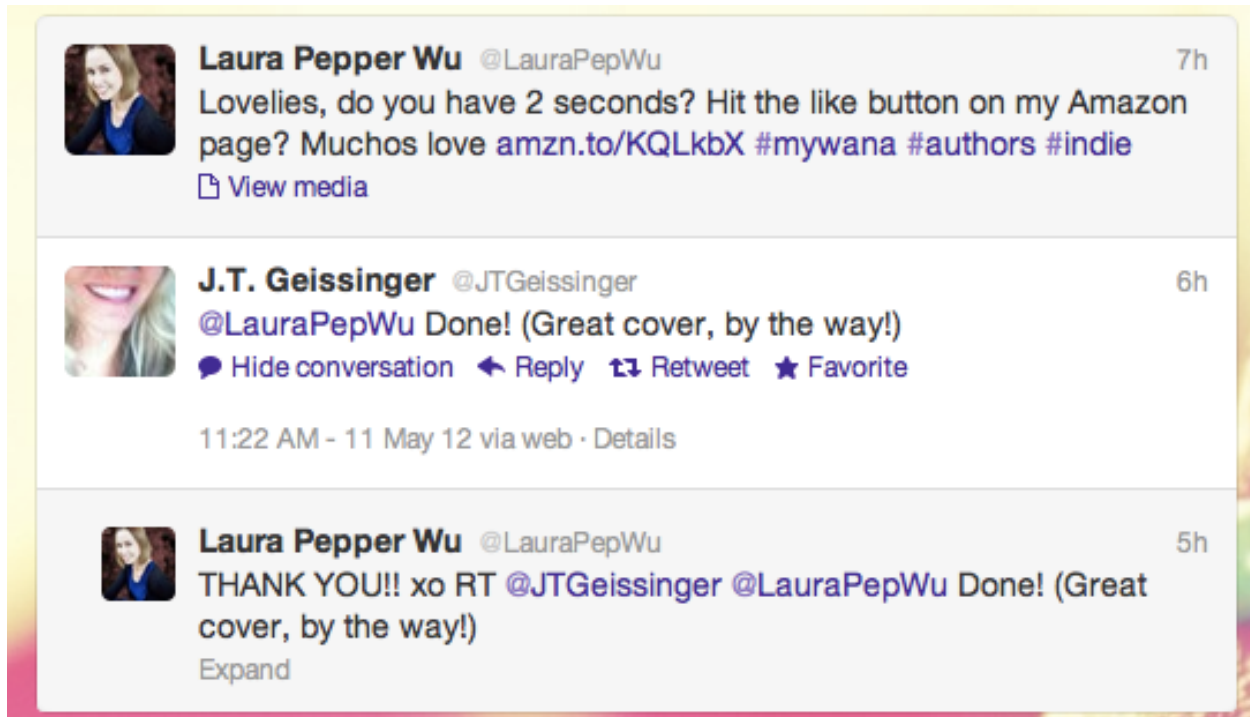 Laura Pepper Wu @LauraPepWu 7h
Lovelies, do you have 2 seconds? Hit the like button on my Amazon
page? Muchos love amzn.to/KQLkbX #mywana #authors #indie
View media
J.T. Geissinger @JTGeissinger 6h
@LauraPepWu Done! (Great cover, by the way!)
Hide conversation Reply Retweet Favorite
11:22 AM - 11 May 12 via web · Details
Laura Pepper Wu @LauraPepWu 5h
THANK YOU!! xo RT @JTGeissinger @LauraPepWu Done! (Great
cover, by the way!)
Expand